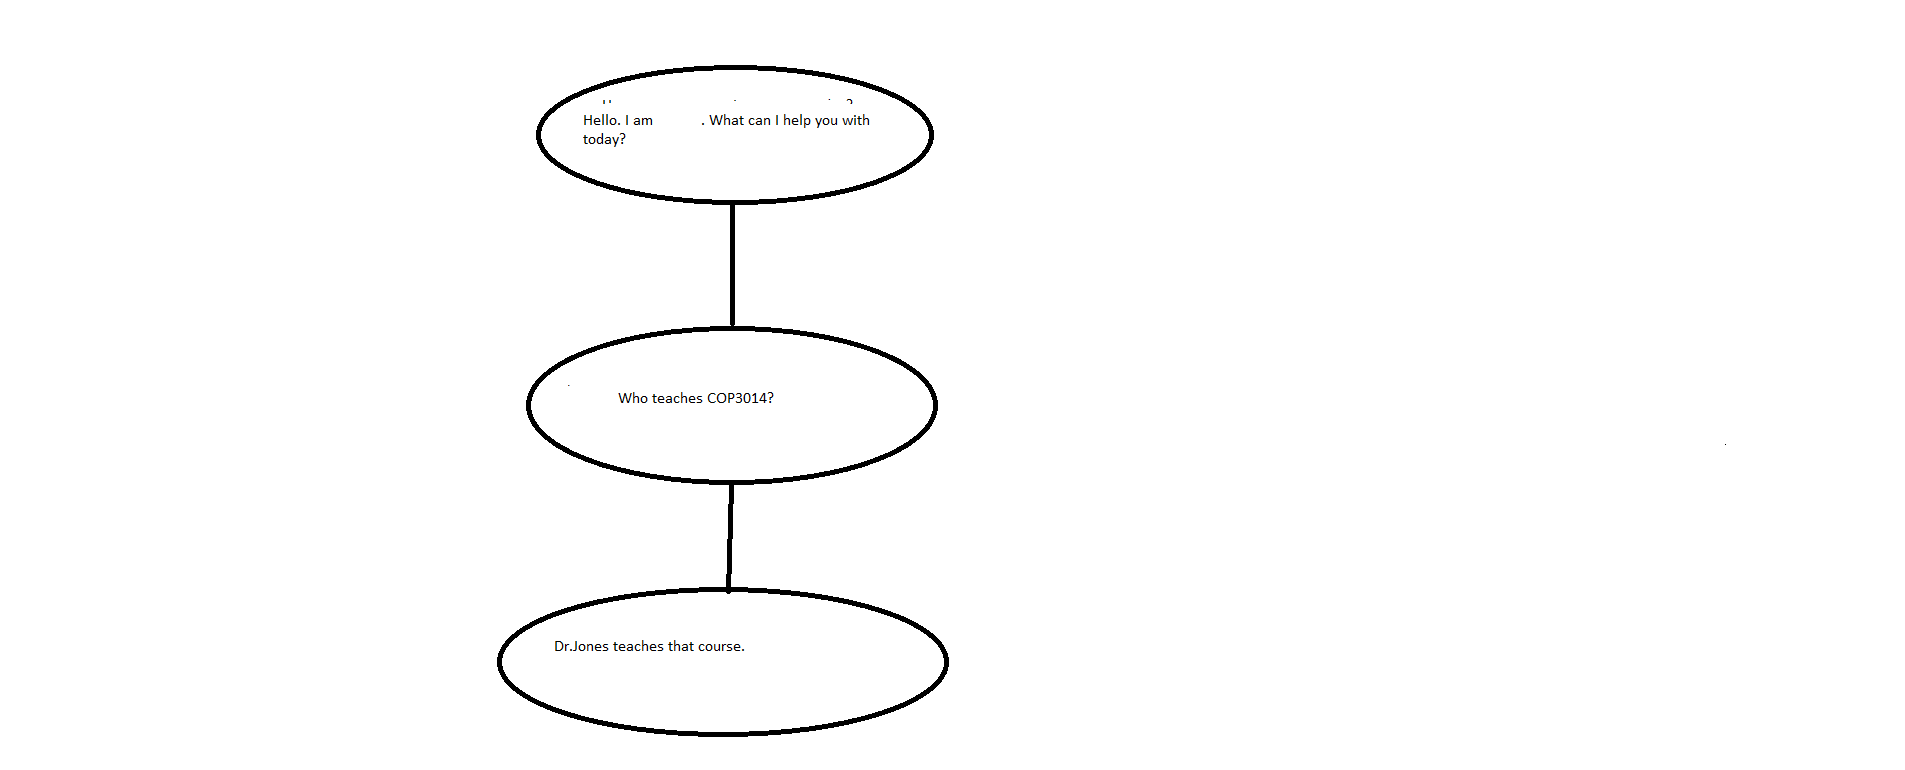 Hello. I am . What can I help you with
today?
Who teaches COP3014?
Dr.Jones teaches that course.